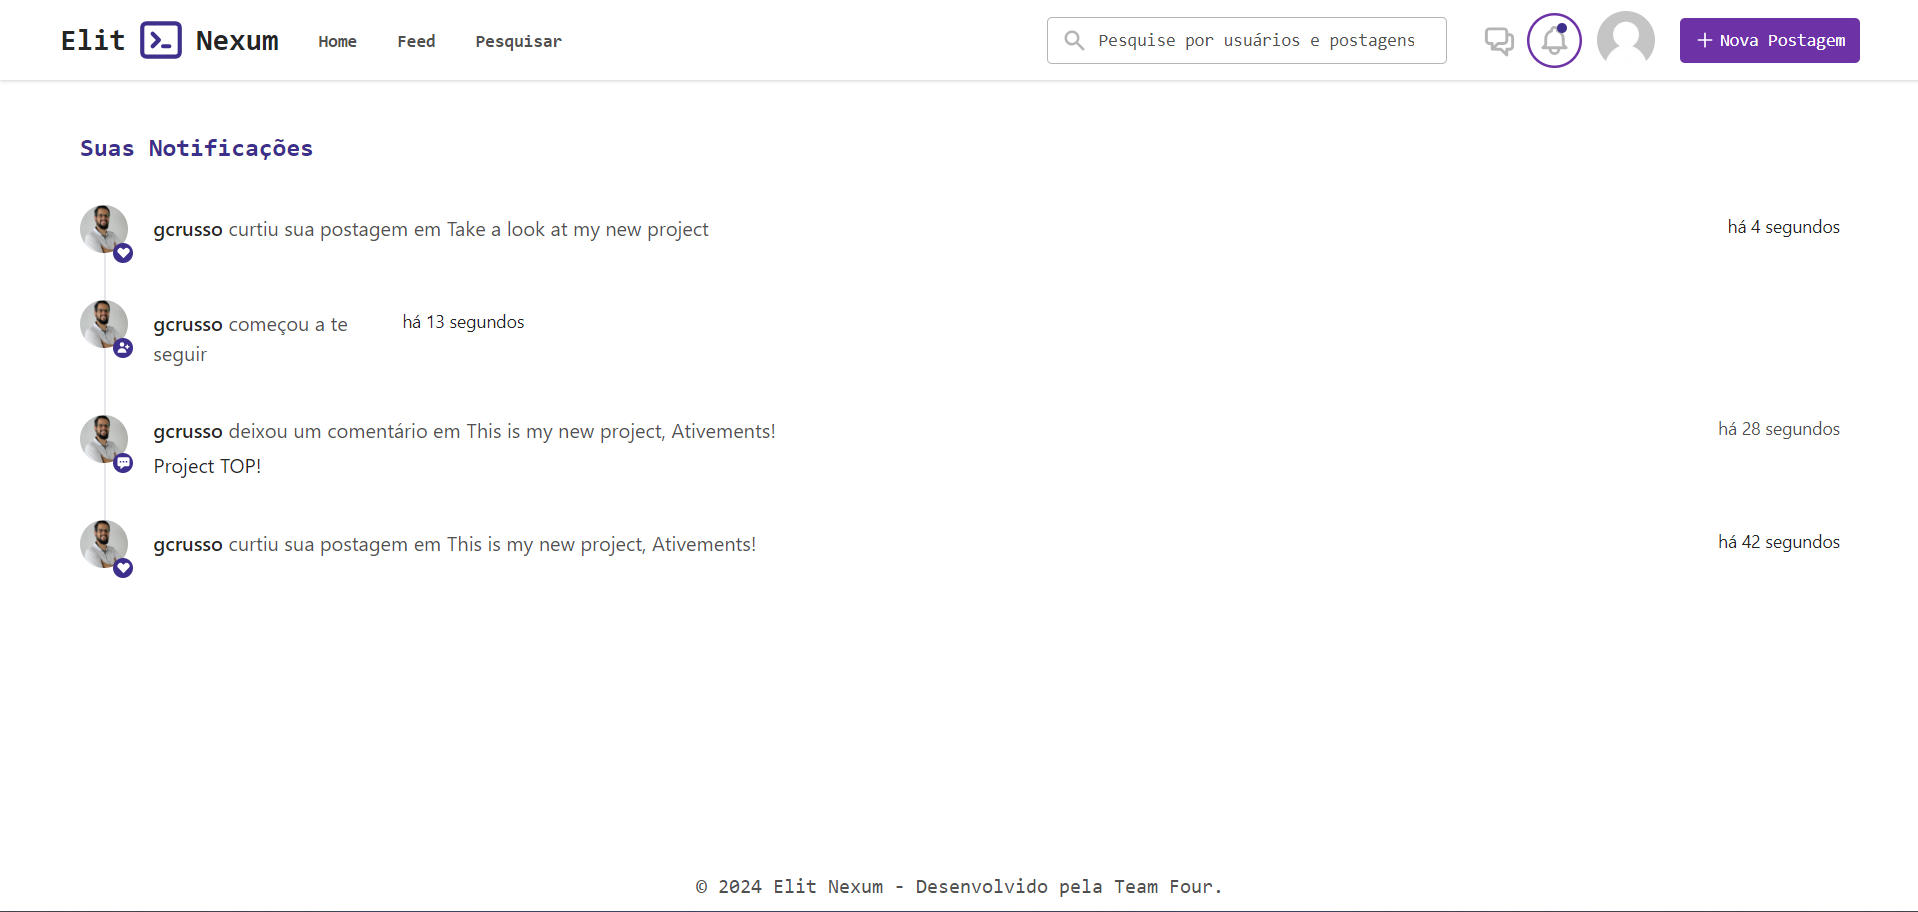 Elit Nexum Home Feed Pesquisar Pesquise por usuários e postagens + Nova Postagem
Suas Notificações
gcrusso curtiu sua postagem em Take a look at my new project há 4 segundos
gcrusso começou a te há 13 segundos
seguir
gcrusso deixou um comentário em This is my new project, Ativements! há 28 segundos
Project TOP!
gcrusso curtiu sua postagem em This is my new project, Ativements! há 42 segundos
© 2024 Elit Nexum - Desenvolvido pela Team Four.